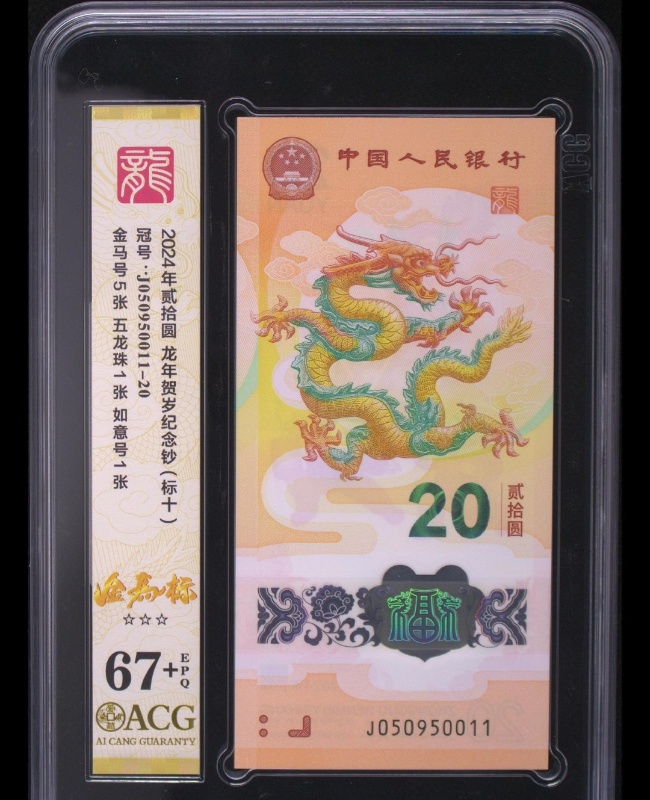 龍
2024年贰拾圆 龙年贺岁纪念钞(标十)
冠号:J050950011-20
金马号5张 五龙珠1张 如意号1张
金马标
☆☆☆
67+EPQ
ACG
AI CANG GUARANTY
中国人民银行
龍
20
贰拾圆
福
J050950011
ACG